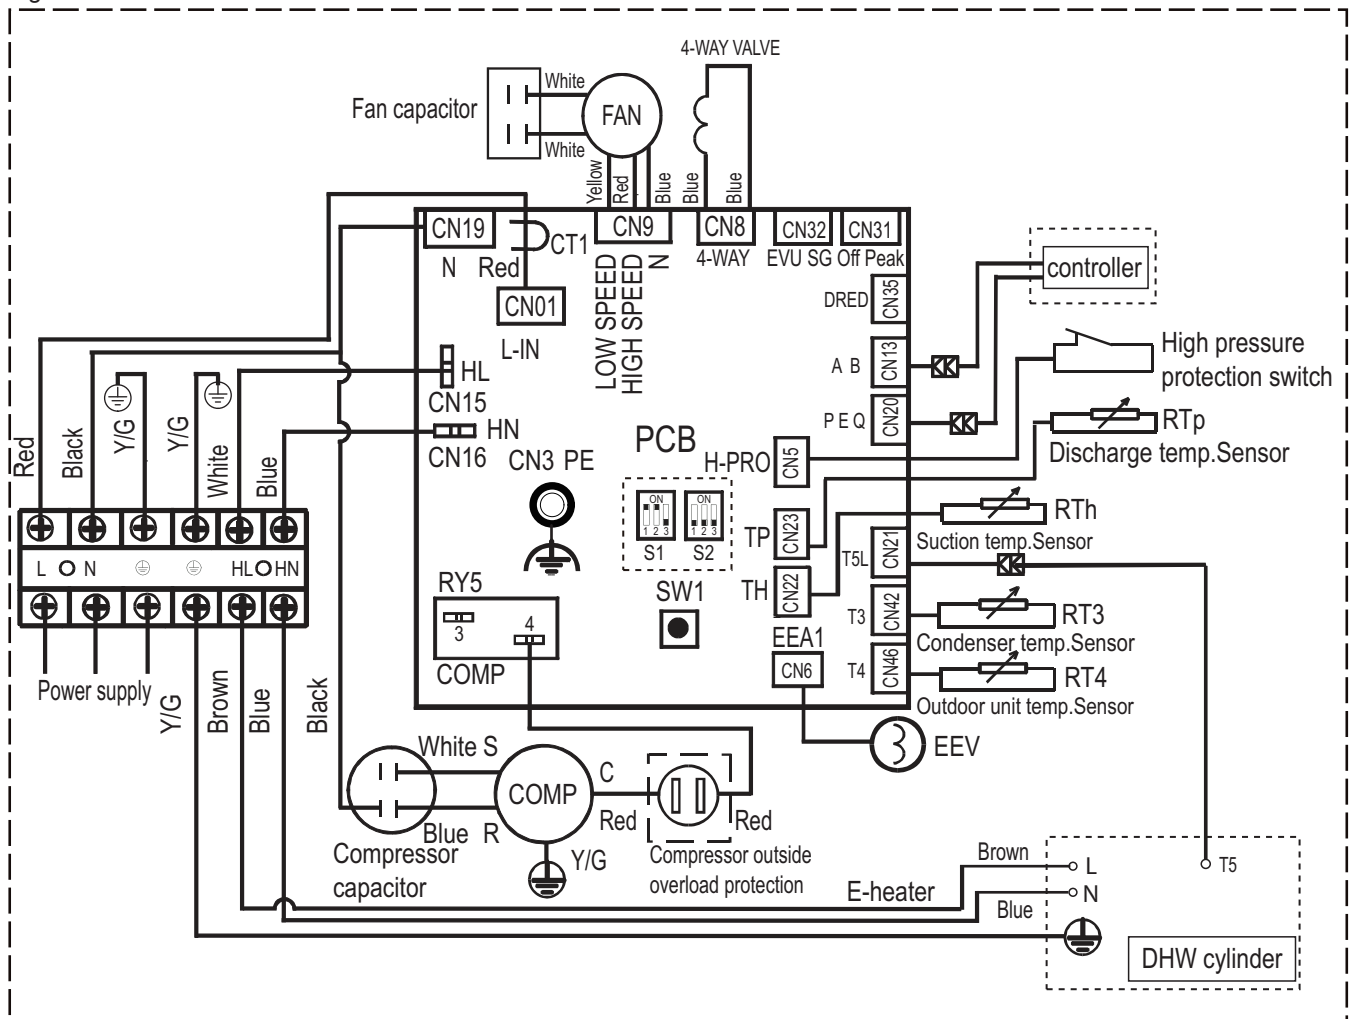 4-WAY VALVE
Fan capacitor
White
White
FAN
Yellow
Red
Blue
Blue
Blue
CN19
N
Red
CT1
CN01
L-IN
CN9
LOW SPEED
HIGH SPEED
N
CN8
4-WAY
CN32
EVU SG
CN31
Off Peak
DRED
CN35
A B
CN13
P E Q
CN20
controller
High pressure
protection switch
RTp
Discharge temp.Sensor
HL
CN15
HN
CN16
CN3 PE
PCB
H-PRO
CN5
ON
1 2 3
S1
ON
1 2 3
S2
SW1
TP
CN23
TH
CN22
RTh
Suction temp.Sensor
T5L
CN21
T3
CN42
RT3
Condenser temp.Sensor
T4
CN46
RT4
Outdoor unit temp.Sensor
EEA1
CN6
EEV
RY5
3
4
COMP
Red
Black
Y/G
Y/G
White
Blue
L
N
HL
HN
Power supply
Y/G
Brown
Blue
Black
White S
Blue R
COMP
C
Red
Red
Y/G
Compressor
capacitor
Compressor outside
overload protection
E-heater
Brown
L
N
Blue
T5
DHW cylinder